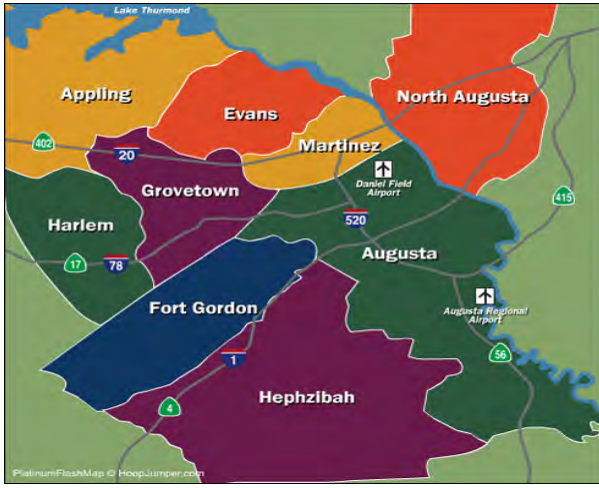 Lake Thurmond
Appling
North Augusta
Evans
402
Martinez
20
Grovetown
Daniel Field
Airport
415
Harlem
520
Augusta
17
78
Fort Gordon
Augusta Regional
Airport
1
56
Hephzibah
4
PlatinumFlashMap © HoopJumper.com